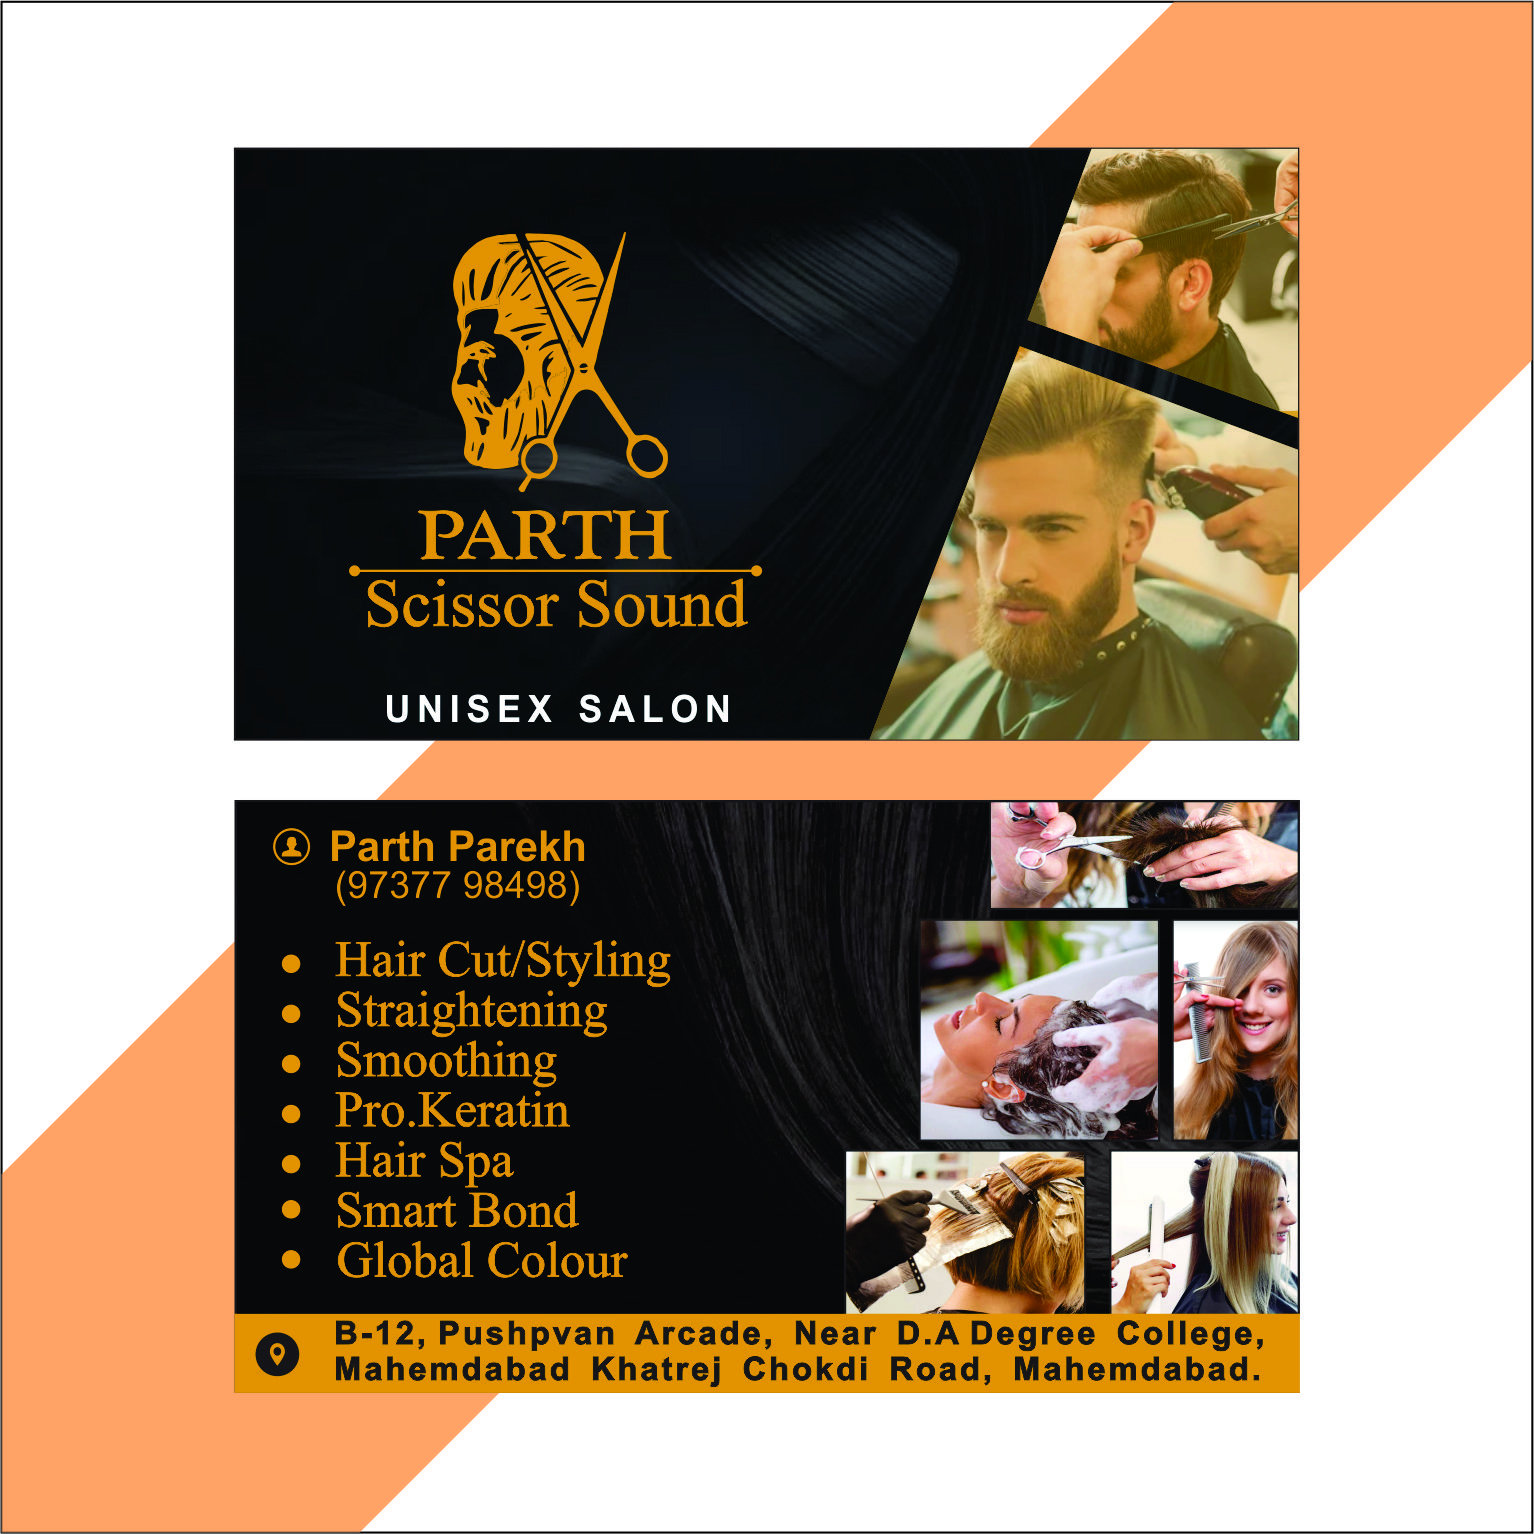 PARTH
Scissor Sound
UNISEX SALON
Parth Parekh
(97377 98498)
Hair Cut/Styling
Straightening
Smoothing
Pro.Keratin
Hair Spa
Smart Bond
Global Colour
B-12, Pushpvan Arcade, Near D.A Degree College,
Mahemdabad Khatrej Chokdi Road, Mahemdabad.